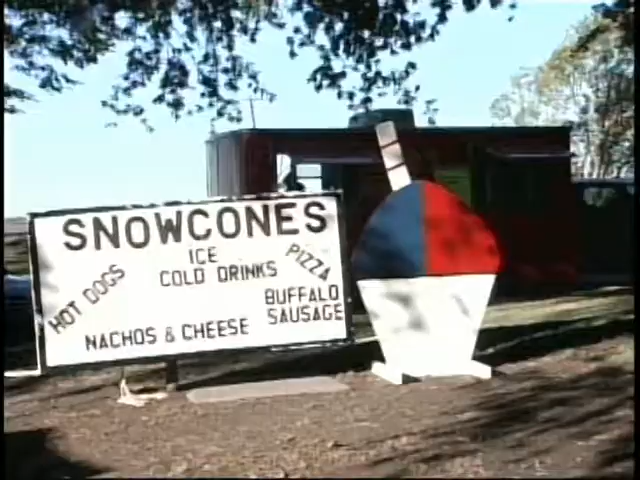 SNOWCONES
ICE
COLD DRINKS
PIZZA
HOT DOGS
BUFFALO
SAUSAGE
NACHOS & CHEESE